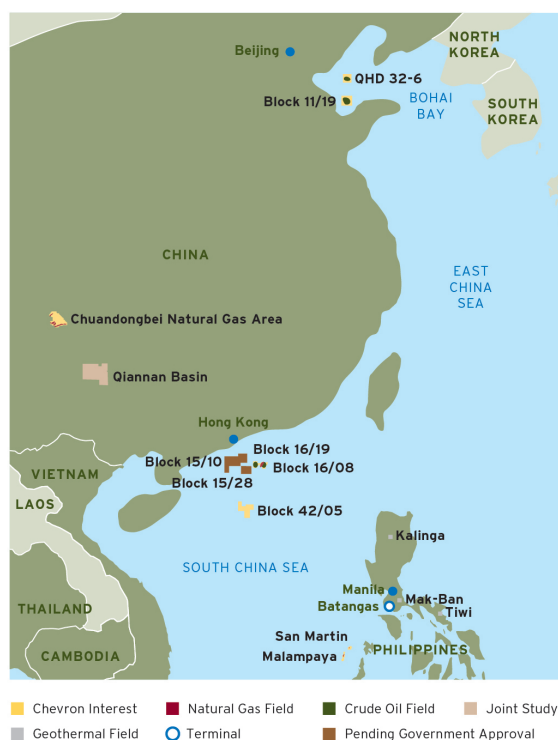 NORTH
KOREA
Beijing
QHD 32-6
Block 11/19
BOHAI
BAY
SOUTH
KOREA
CHINA
EAST
CHINA
SEA
Chuandongbei Natural Gas Area
Qiannan Basin
Hong Kong
Block 16/19
Block 15/10
Block 16/08
Block 15/28
VIETNAM
LAOS
Block 42/05
Kalinga
SOUTH CHINA SEA
Manila
Mak-Ban
Batangas
Tiwi
THAILAND
San Martin
PHILIPPINES
Malampaya
CAMBODIA
Chevron Interest
Natural Gas Field
Crude Oil Field
Joint Study
Geothermal Field
Terminal
Pending Government Approval